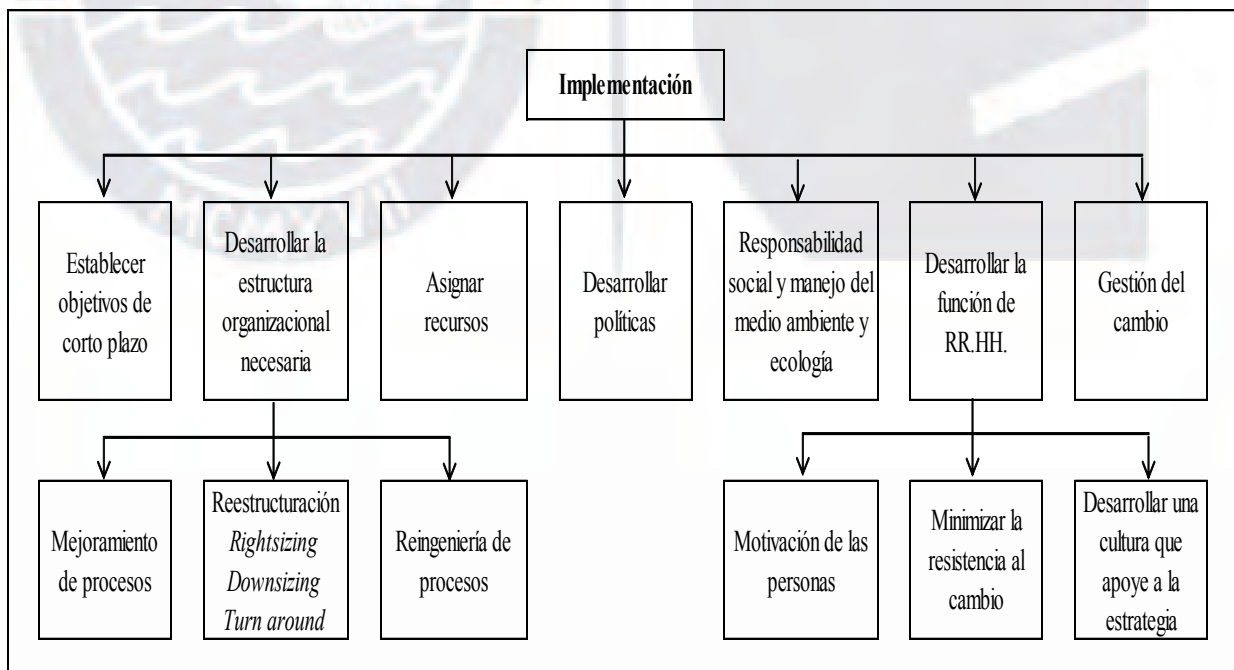 Implementación
Establecer
objetivos de
corto plazo
Desarrollar la
estructura
organizacional
necesaria
Asignar
recursos
Desarrollar
políticas
Responsabilidad
social y manejo del
medio ambiente y
ecología
Desarrollar la
función de
RR.HH.
Gestión del
cambio
Mejoramiento
de procesos
Reestructuración
Rightsizing
Downsizing
Turn around
Reingeniería de
procesos
Motivación de las
personas
Minimizar la
resistencia al
cambio
Desarrollar una
cultura que
apoye a la
estrategia